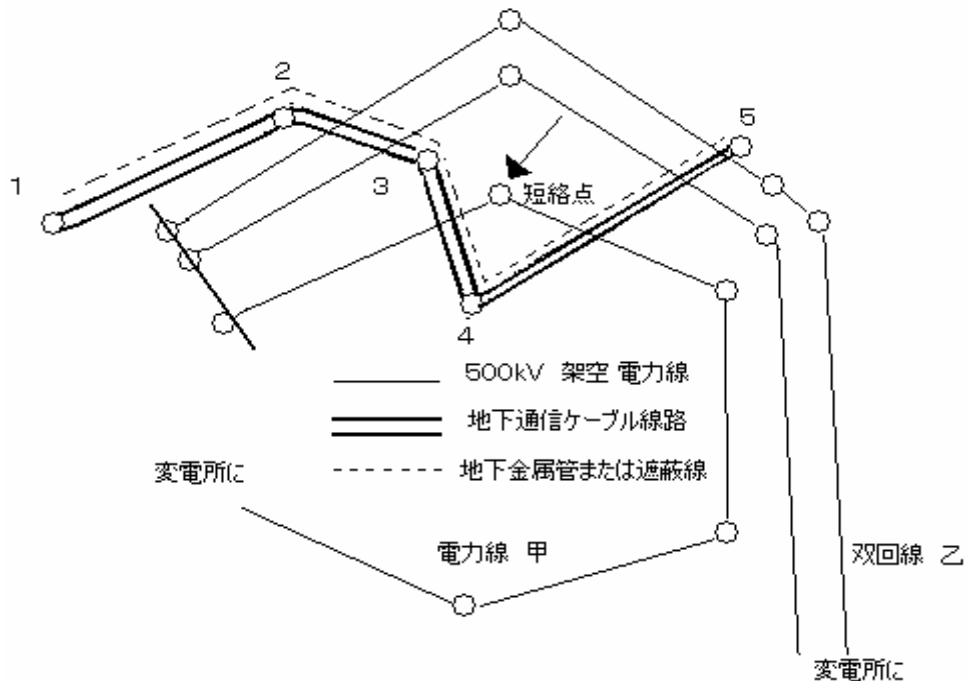 2
5
1
3
短絡点
4
500kV 架空 電力線
地下通信ケーブル線路
地下金属管または遮蔽線
変電所に
電力線 甲
双回線 乙
変電所に